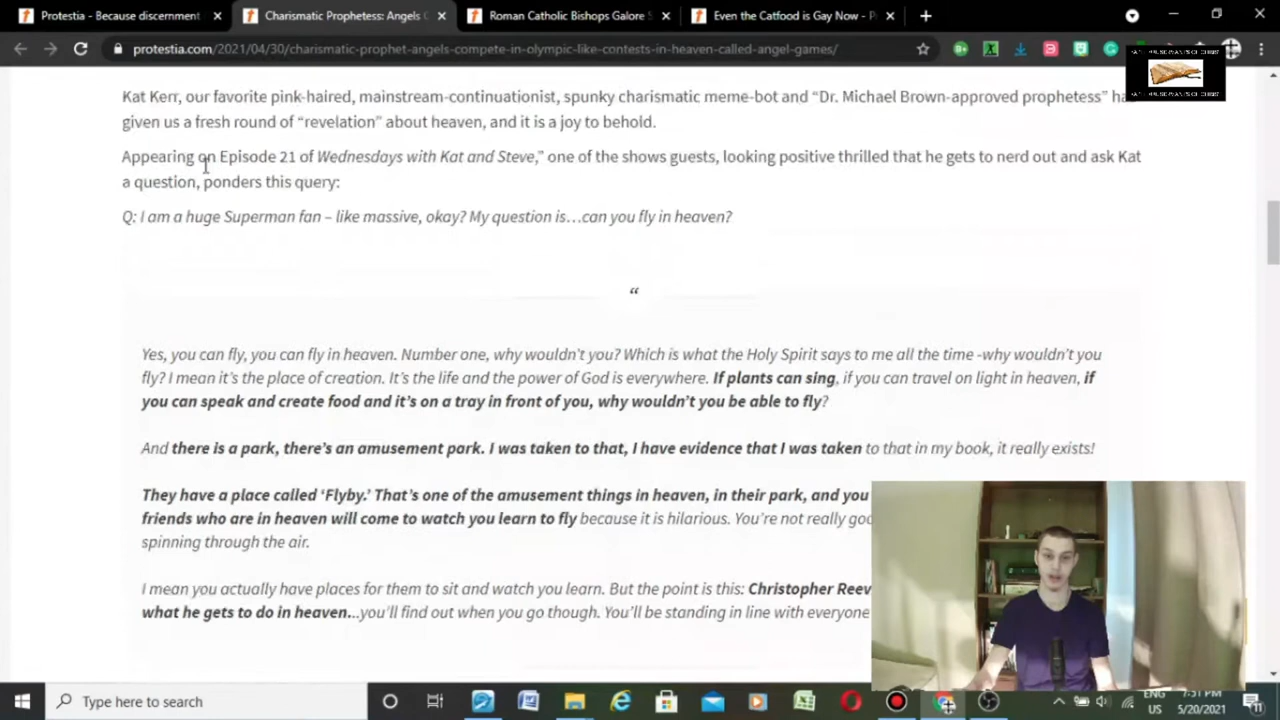 Protestia - Because discernment
Charismatic Prophetess: Angels C
Roman Catholic Bishops Galore S
Even the Catfood is Gay Now - P
protestia.com/2021/04/30/charismatic-prophet-angels-compete-in-olympic-like-contests-in-heaven-called-angel-games/
Kat Kerr, our favorite pink-haired, mainstream-continuationist, spunky charismatic meme-bot and “Dr. Michael Brown-approved prophetess” ha
given us a fresh round of “revelation” about heaven, and it is a joy to behold.
Appearing on Episode 21 of Wednesdays with Kat and Steve,” one of the shows guests, looking positive thrilled that he gets to nerd out and ask Kat
a question, ponders this query:
Q: I am a huge Superman fan – like massive, okay? My question is…can you fly in heaven?
“
Yes, you can fly, you can fly in heaven. Number one, why wouldn’t you? Which is what the Holy Spirit says to me all the time -why wouldn’t you
fly? I mean it’s the place of creation. It’s the life and the power of God is everywhere. If plants can sing, if you can travel on light in heaven, if
you can speak and create food and it’s on a tray in front of you, why wouldn’t you be able to fly?
And there is a park, there’s an amusement park. I was taken to that, I have evidence that I was taken to that in my book, it really exists!
They have a place called ‘Flyby.’ That’s one of the amusement things in heaven, in their park, and you
friends who are in heaven will come to watch you learn to fly because it is hilarious. You’re not really goo
spinning through the air.
I mean you actually have places for them to sit and watch you learn. But the point is this: Christopher Reev
what he gets to do in heaven…you’ll find out when you go though. You’ll be standing in line with everyone
Type here to search
ENG
US
7:51 PM
5/20/2021